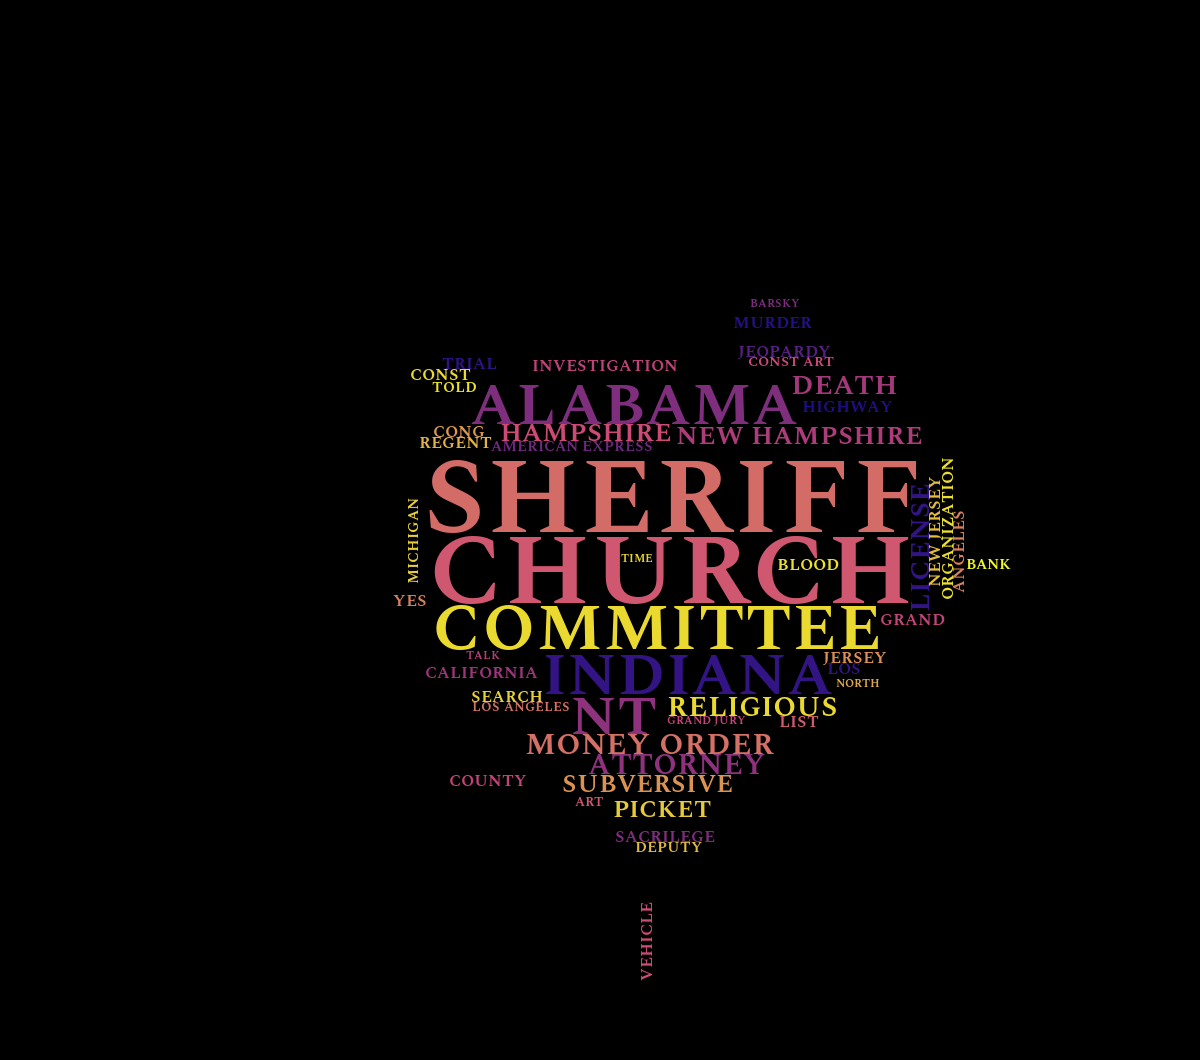 BARSKY
MURDER
JEOPARDY
CONST ART
TRIAL
INVESTIGATION
CONST
TOLD
DEATH
ALABAMA
HIGHWAY
CONG
HAMPSHIRE
NEW HAMPSHIRE
REGENT
AMERICAN EXPRESS
SHERIFF
LICENSE
NEW JERSEY
ORGANIZATION
ANGELES
MICHIGAN
CHURCH
TIME
BLOOD
BANK
YES
COMMITTEE
GRAND
TALK
JERSEY
CALIFORNIA
INDIANA
LOS
NORTH
SEARCH
LOS ANGELES
NT
RELIGIOUS
GRAND JURY
LIST
MONEY ORDER
ATTORNEY
COUNTY
SUBVERSIVE
ART
PICKET
SACRILEGE
DEPUTY
VEHICLE